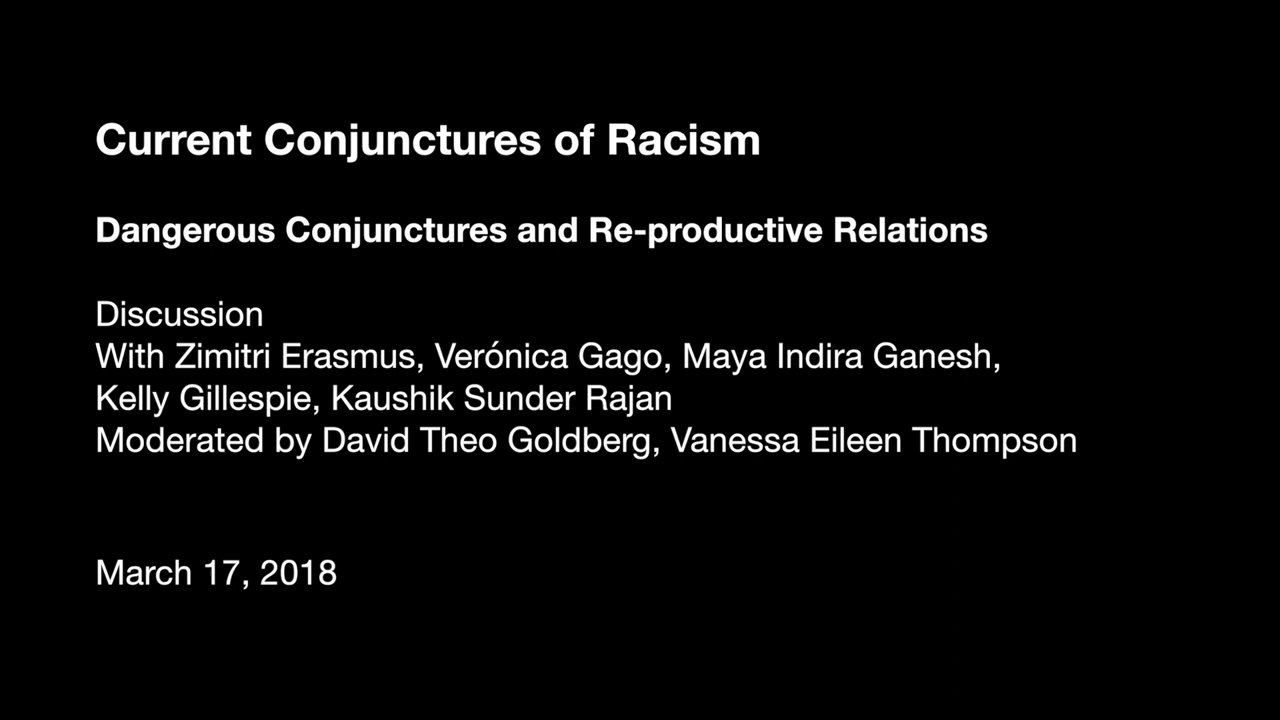 Current Conjunctures of Racism
Dangerous Conjunctures and Re-productive Relations
Discussion
With Zimitri Erasmus, Verónica Gago, Maya Indira Ganesh,
Kelly Gillespie, Kaushik Sunder Rajan
Moderated by David Theo Goldberg, Vanessa Eileen Thompson
March 17, 2018